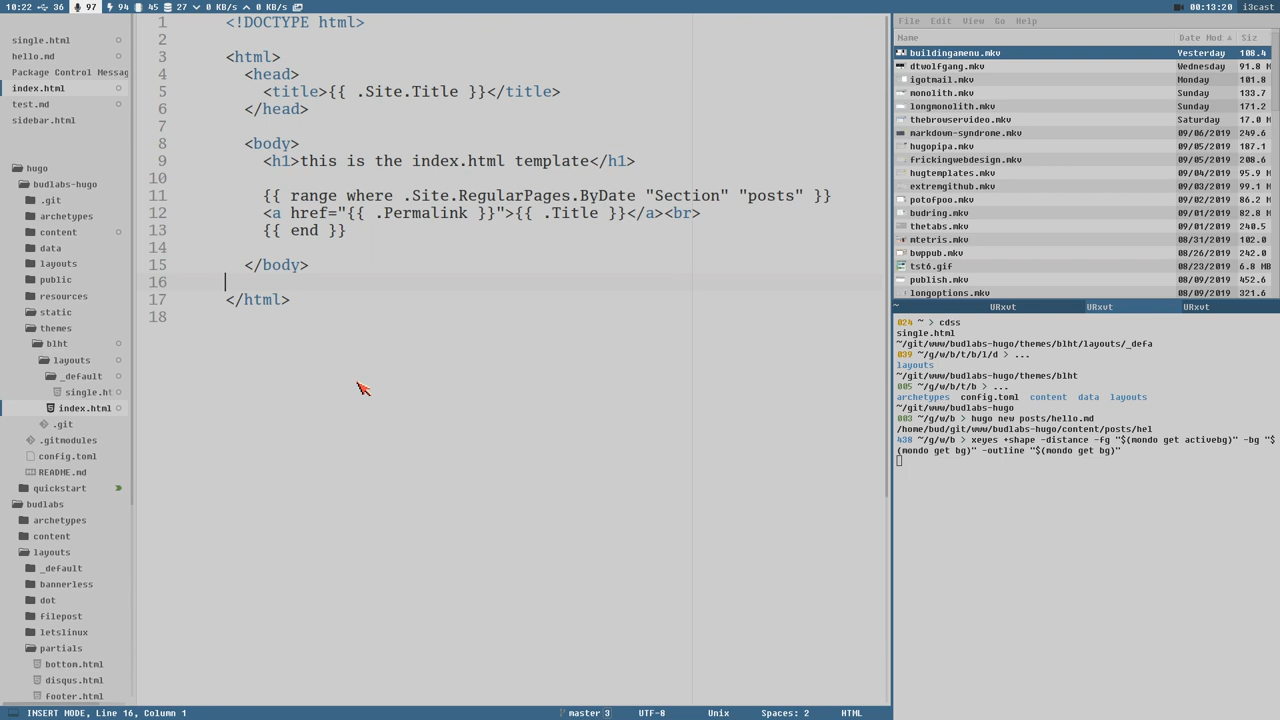 10:22 36 97 94 45 27 0 KB/s 0 KB/s
00:13:20 i3cast
single.html
hello.md
Package Control Messag
index.html
test.md
sidebar.html
hugo
budlabs-hugo
.git
archetypes
content
data
layouts
public
resources
static
themes
blht
layouts
_default
single.ht
index.html
.git
.gitmodules
config.toml
README.md
quickstart
budlabs
archetypes
content
layouts
_default
bannerless
dot
filepost
letslinux
partials
bottom.html
disqus.html
footer.html
1 <!DOCTYPE html>
2
3 <html>
4 <head>
5 <title>{{ .Site.Title }}</title>
6 </head>
7
8 <body>
9 <h1>this is the index.html template</h1>
10
11 {{ range where .Site.RegularPages.ByDate "Section" "posts" }}
12 <a href="{{ .Permalink }}">{{ .Title }}</a><br>
13 {{ end }}
14
15 </body>
16
17 </html>
18
File Edit View Go Help
Name Date Mod Siz
buildingamenu.mkv Yesterday 108.4
dtwolfgang.mkv Wednesday 91.8 M
igotmail.mkv Monday 101.8
monolith.mkv Sunday 133.7
longmonolith.mkv Sunday 171.2
thebrowservideo.mkv Saturday 17.0 M
markdown-syndrome.mkv 09/06/2019 249.6
hugopipa.mkv 09/05/2019 187.1
frickingwebdesign.mkv 09/05/2019 208.6
hugtemplates.mkv 09/04/2019 95.9 M
extremgithub.mkv 09/03/2019 99.1 M
potofpoo.mkv 09/02/2019 86.2 M
budring.mkv 09/01/2019 82.8 M
thetabs.mkv 09/01/2019 240.5
mtetris.mkv 08/31/2019 102.0
bwppub.mkv 08/26/2019 242.0
tst6.gif 08/23/2019 6.8 MB
publish.mkv 08/09/2019 452.6
longoptions.mkv 08/09/2019 321.6
~ URxvt URxvt URxvt
024 ~ > cdss
single.html
~/git/www/budlabs-hugo/themes/blht/layouts/_defa
039 ~/g/w/b/t/b/l/d > ...
layouts
~/git/www/budlabs-hugo/themes/blht
005 ~/g/w/b/t/b > ...
archetypes config.toml content data layouts
~/git/www/budlabs-hugo
003 ~/g/w/b > hugo new posts/hello.md
/home/bud/git/www/budlabs-hugo/content/posts/hel
438 ~/g/w/b > xeyes +shape -distance -fg "$(mondo get activebg)" -bg "$
(mondo get bg)" -outline "$(mondo get bg)"
INSERT MODE, Line 16, Column 1 master 3 UTF-8 Unix Spaces: 2 HTML